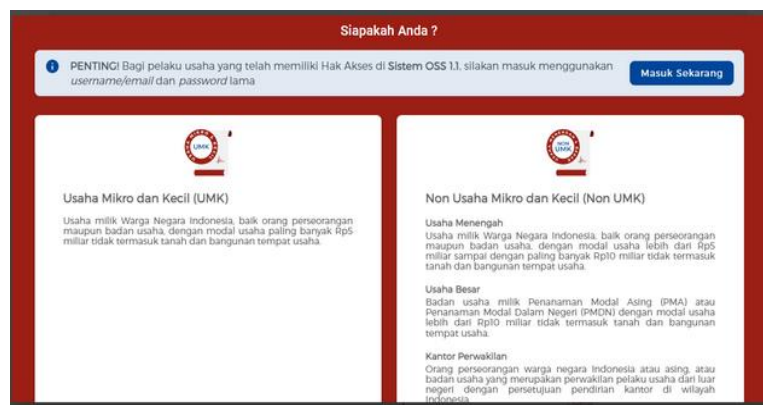 Siapakah Anda ?
PENTING! Bagi pelaku usaha yang telah memiliki Hak Akses di Sistem OSS 1.1, silakan masuk menggunakan
username/email dan password lama
Masuk Sekarang
UMK
Usaha Mikro dan Kecil (UMK)
Usaha milik Warga Negara Indonesia, baik orang perseorangan
maupun badan usaha, dengan modal usaha paling banyak Rp5
miliar tidak termasuk tanah dan bangunan tempat usaha.
NON
UMK
Non Usaha Mikro dan Kecil (Non UMK)
Usaha Menengah
Usaha milik Warga Negara Indonesia, baik orang perseorangan
maupun badan usaha, dengan modal usaha lebih dari Rp5
miliar sampai dengan paling banyak Rp10 miliar tidak termasuk
tanah dan bangunan tempat usaha.
Usaha Besar
Badan usaha milik Penanaman Modal Asing (PMA) atau
Penanaman Modal Dalam Negeri (PMDN) dengan modal usaha
lebih dari Rp10 miliar tidak termasuk tanah dan bangunan
tempat usaha.
Kantor Perwakilan
Orang perseorangan warga negara Indonesia atau asing, atau
badan usaha yang merupakan perwakilan pelaku usaha dari luar
negeri dengan persetujuan pendirian kantor di wilayah
Indonesia.